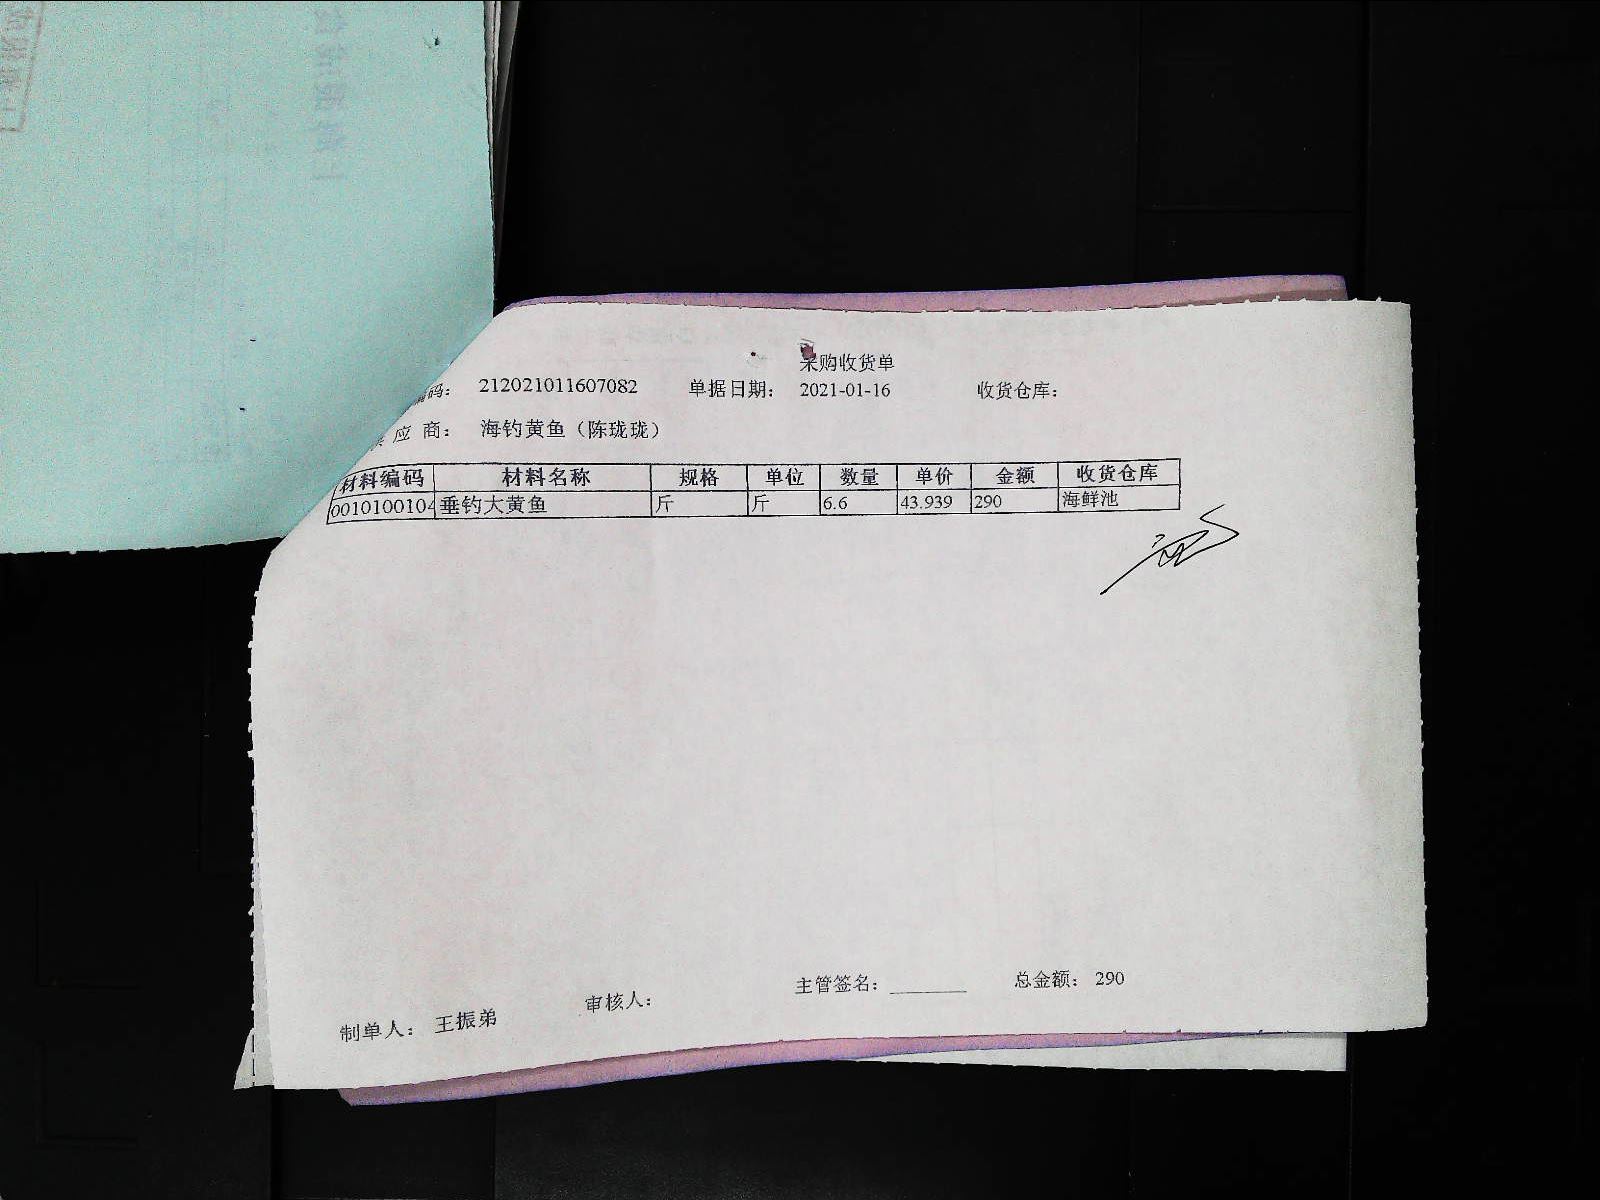 采购收货单
编码： 212021011607082 单据日期： 2021-01-16 收货仓库：
应 商： 海钓黄鱼（陈珑珑）
材料编码 材料名称 规格 单位 数量 单价 金额 收货仓库
0010100104 垂钓大黄鱼 斤 斤 6.6 43.939 290 海鲜池
主管签名： 总金额： 290
制单人： 王振弟 审核人：